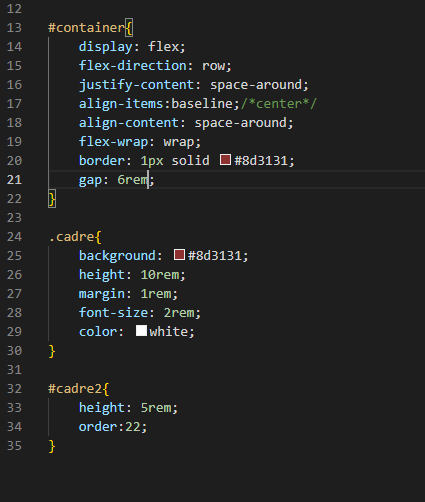 12
13 #container{
14     display: flex;
15     flex-direction: row;
16     justify-content: space-around;
17     align-items:baseline;/*center*/
18     align-content: space-around;
19     flex-wrap: wrap;
20     border: 1px solid #8d3131;
21     gap: 6rem;
22 }
23
24 .cadre{
25     background: #8d3131;
26     height: 10rem;
27     margin: 1rem;
28     font-size: 2rem;
29     color: white;
30 }
31
32 #cadre2{
33     height: 5rem;
34     order:22;
35 }